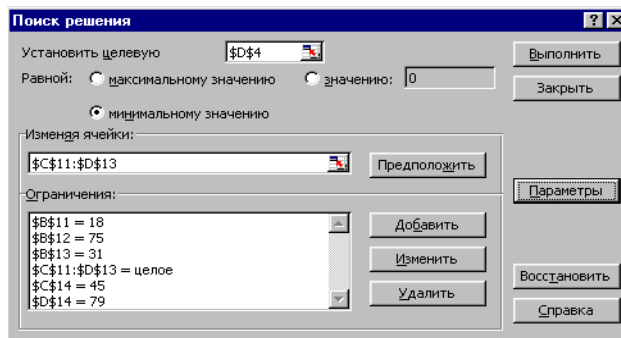 Поиск решения
Установить целевую $D$4 Выполнить
Равной: максимальному значению значению: 0 Закрыть
минимальному значению
Изменяя ячейки:
$C$11:$D$13 Предположить
Ограничения: Параметры
$B$11 = 18 Добавить
$B$12 = 75
$B$13 = 31 Изменить
$C$11:$D$13 = целое Восстановить
$C$14 = 45 Удалить
$D$14 = 79 Справка